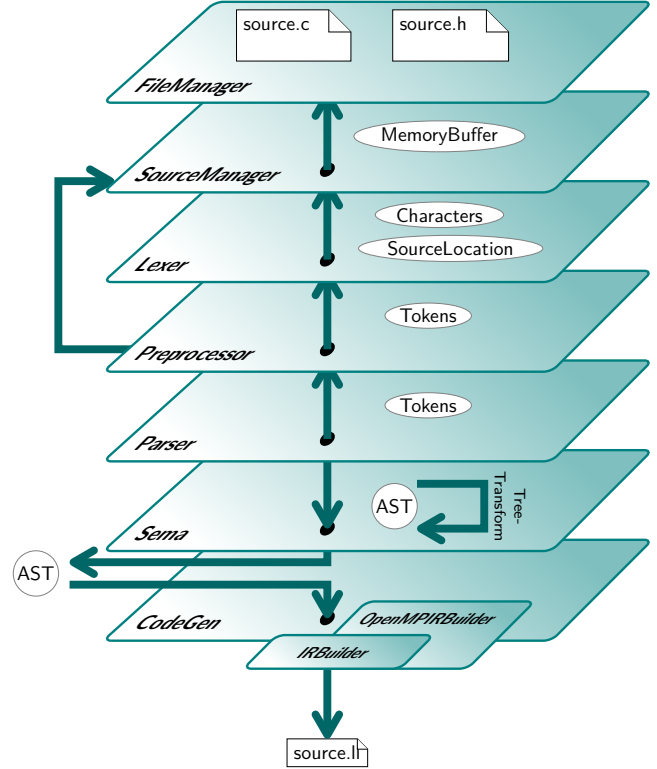 source.c
source.h
FileManager
MemoryBuffer
SourceManager
Characters
SourceLocation
Lexer
Tokens
Preprocessor
Tokens
Parser
AST
Tree-
Transform
Sema
AST
CodeGen
OpenMPIRBuilder
IRBuilder
source.ll